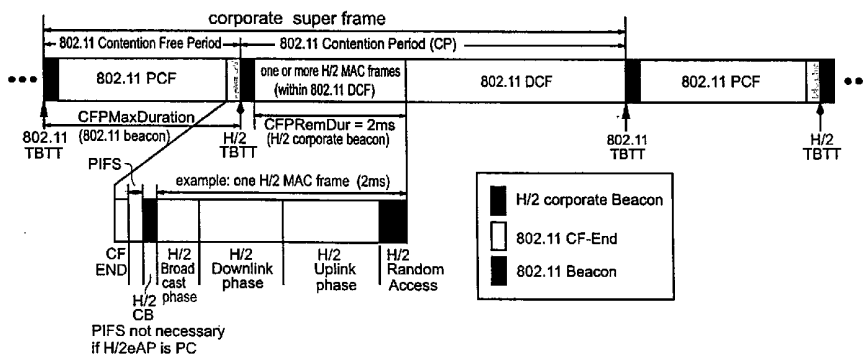 corporate super frame
802.11 Contention Free Period
802.11 Contention Period (CP)
802.11 PCF
one or more H/2 MAC frames
(within 802.11 DCF)
802.11 DCF
802.11 PCF
CFPMaxDuration
(802.11 beacon)
CFPRemDur = 2ms
(H/2 corporate beacon)
802.11
TBTT
H/2
TBTT
802.11
TBTT
H/2
TBTT
PIFS
example: one H/2 MAC frame (2ms)
CF
END
H/2
CB
H/2
Broad
cast
phase
H/2
Downlink
phase
H/2
Uplink
phase
H/2
Random
Access
PIFS not necessary
if H/2eAP is PC
H/2 corporate Beacon
802.11 CF-End
802.11 Beacon